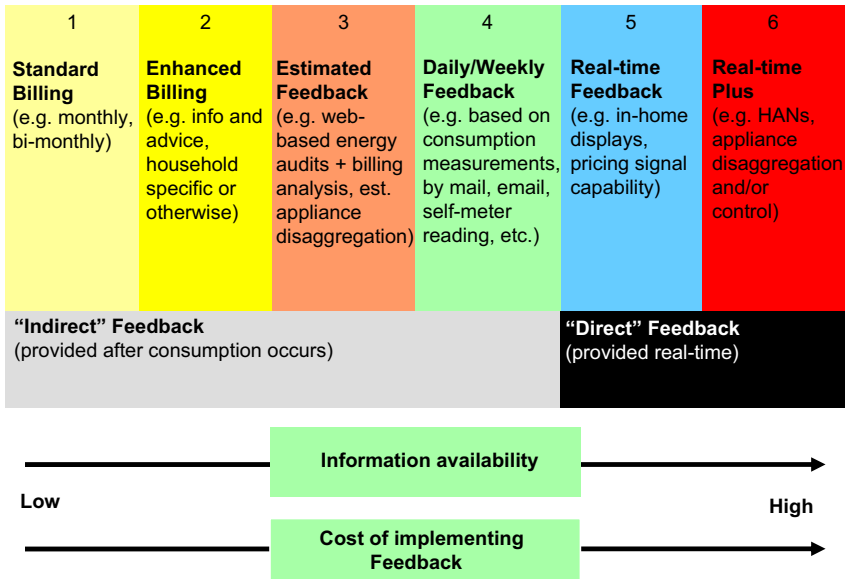 1
Standard
Billing
(e.g. monthly,
bi-monthly)
2
Enhanced
Billing
(e.g. info and
advice,
household
specific or
otherwise)
3
Estimated
Feedback
(e.g. web-
based energy
audits + billing
analysis, est.
appliance
disaggregation)
4
Daily/Weekly
Feedback
(e.g. based on
consumption
measurements,
by mail, email,
self-meter
reading, etc.)
5
Real-time
Feedback
(e.g. in-home
displays,
pricing signal
capability)
6
Real-time
Plus
(e.g. HANs,
appliance
disaggregation
and/or
control)
“Indirect” Feedback
(provided after consumption occurs)
“Direct” Feedback
(provided real-time)
Information availability
Low
High
Cost of implementing
Feedback